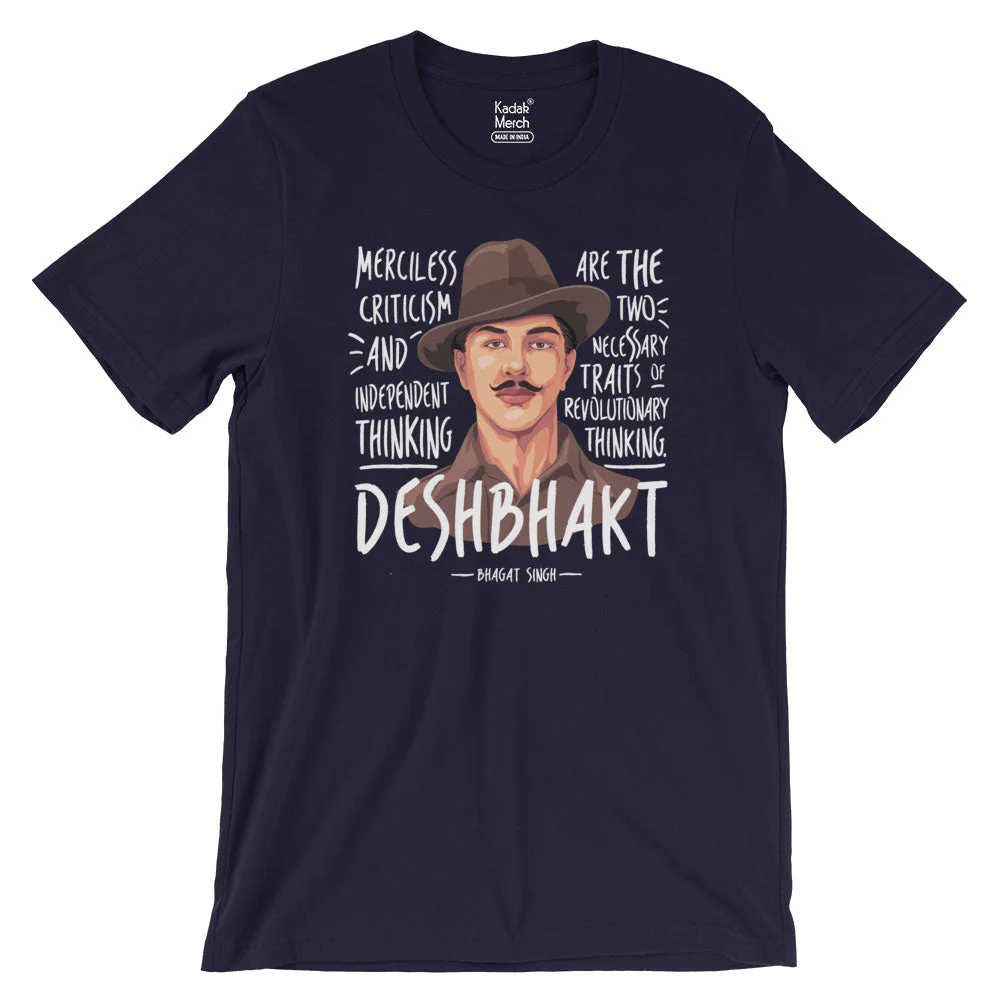 Kadak®
Merch
MADE IN INDIA
MERCILESS
CRITICISM
AND
INDEPENDENT
THINKING
ARE THE
TWO
NECESSARY
TRAITS OF
REVOLUTIONARY
THINKING.
DESHBHAKT
BHAGAT SINGH